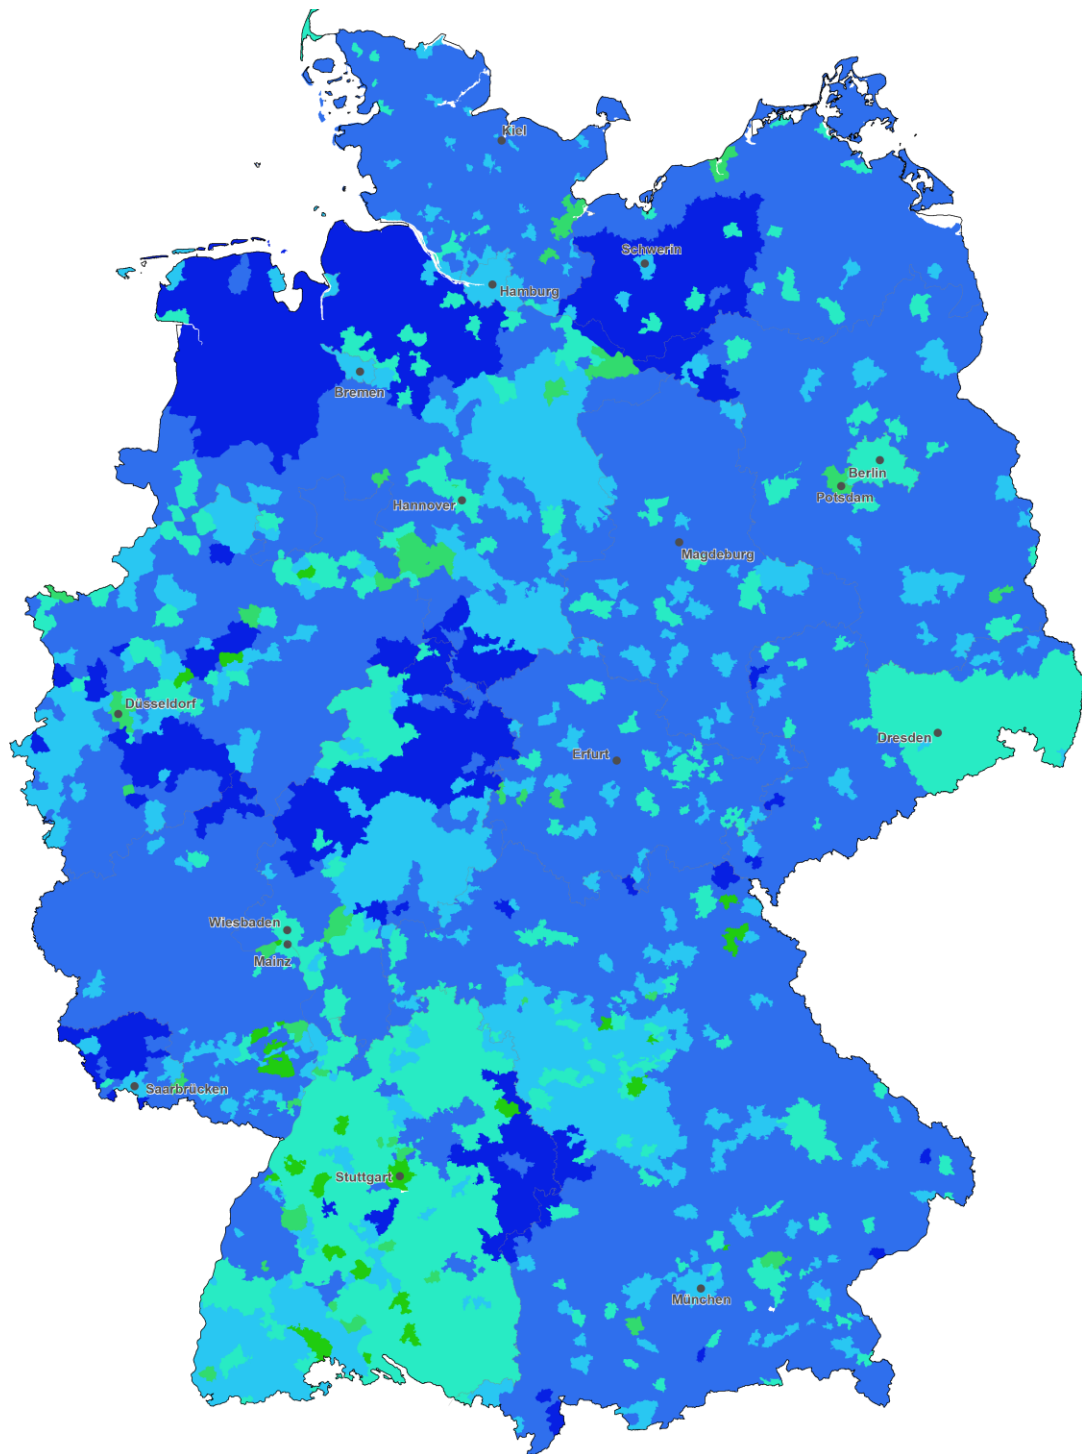 Kiel
Schwerin
Hamburg
Bremen
Berlin
Potsdam
Hannover
Magdeburg
Düsseldorf
Dresden
Erfurt
Wiesbaden
Mainz
Saarbrücken
Stuttgart
München